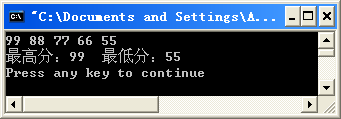 "C:\Documents and Settings\A...
99 88 77 66 55
最高分：99  最低分：55
Press any key to continue